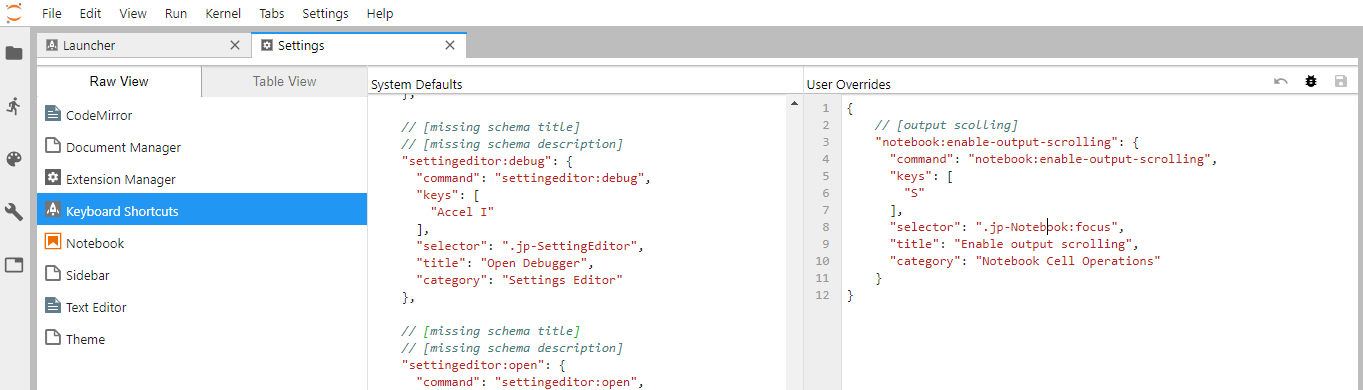 File Edit View Run Kernel Tabs Settings Help
Launcher
Settings
Raw View
Table View
CodeMirror
Document Manager
Extension Manager
Keyboard Shortcuts
Notebook
Sidebar
Text Editor
Theme
System Defaults
},
// [missing schema title]
// [missing schema description]
"settingeditor:debug": {
"command": "settingeditor:debug",
"keys": [
"Accel I"
],
"selector": ".jp-SettingEditor",
"title": "Open Debugger",
"category": "Settings Editor"
},
// [missing schema title]
// [missing schema description]
"settingeditor:open": {
"command": "settingeditor:open",
User Overrides
1 {
2 // [output scolling]
3 "notebook:enable-output-scrolling": {
4 "command": "notebook:enable-output-scrolling",
5 "keys": [
6 "S"
7 ],
8 "selector": ".jp-Notebook:focus",
9 "title": "Enable output scrolling",
10 "category": "Notebook Cell Operations"
11 }
12 }